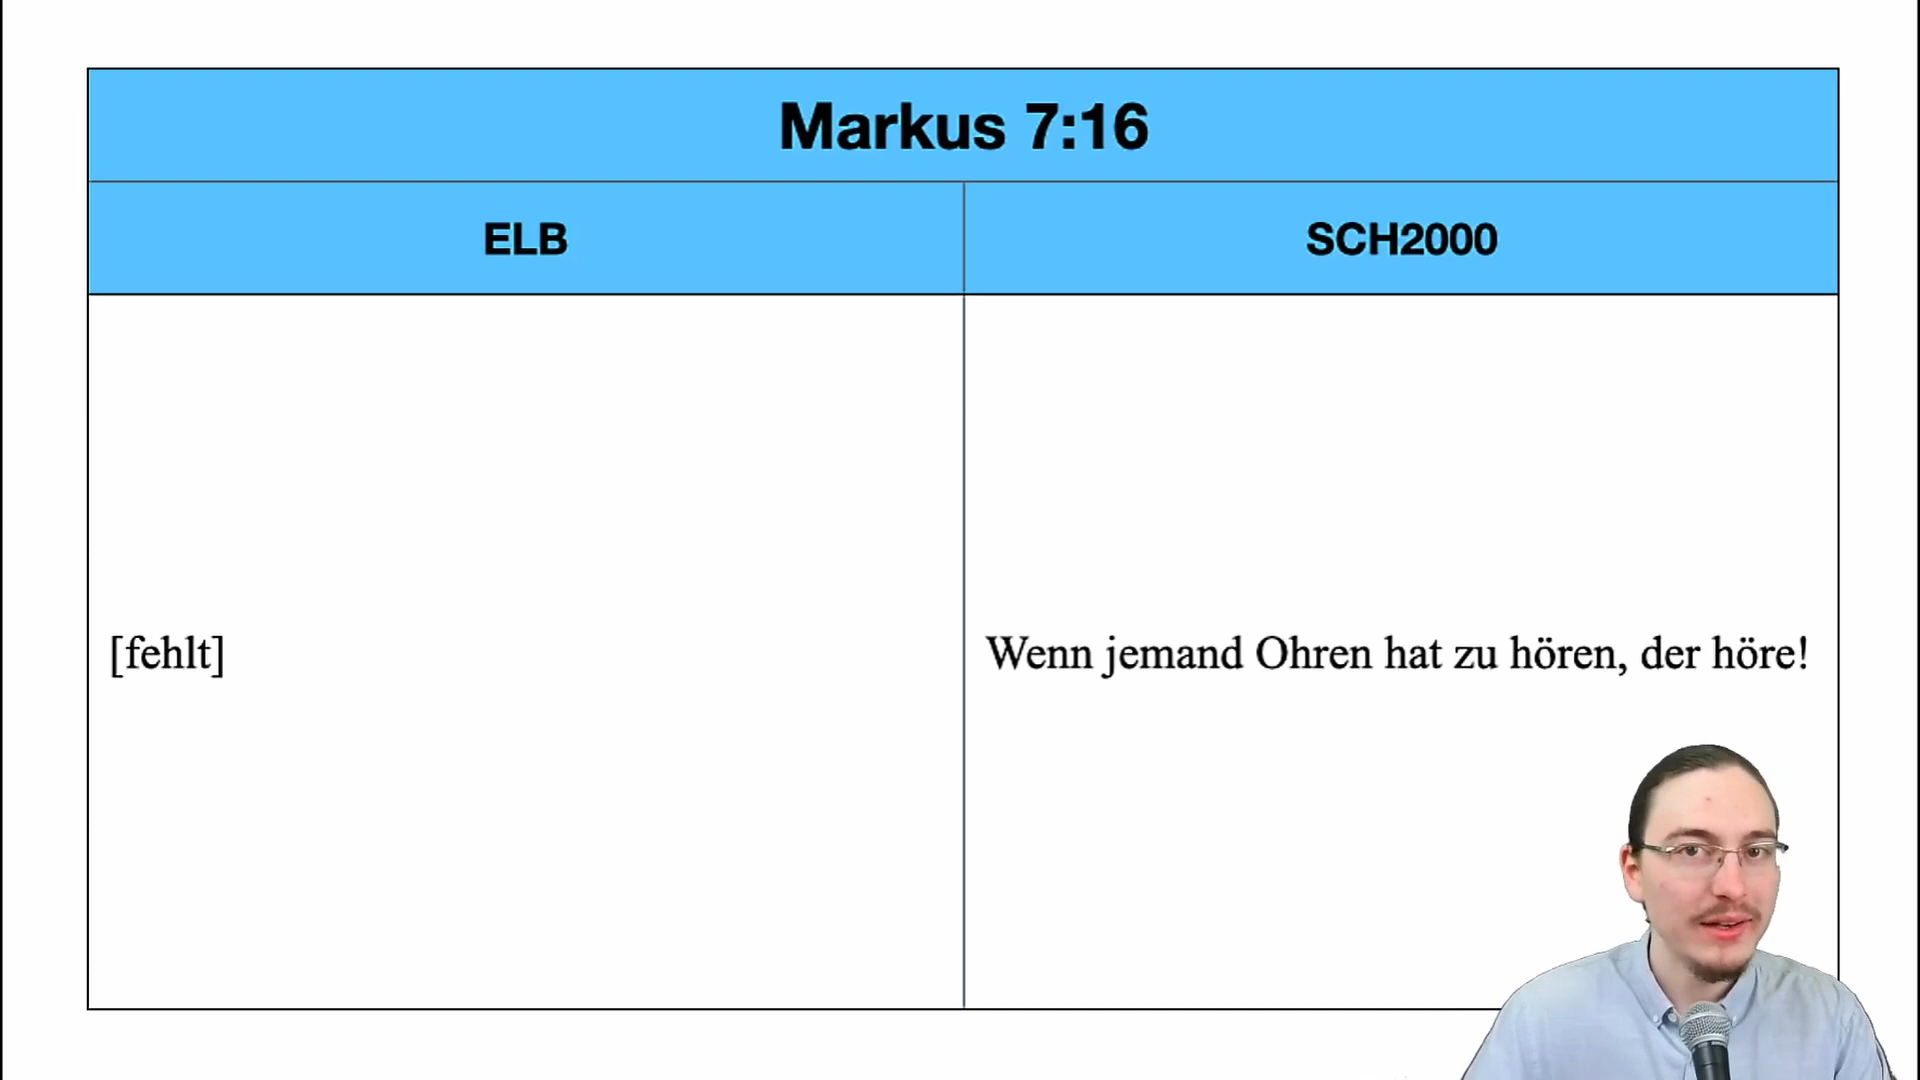 Markus 7:16
ELB
SCH2000
[fehlt]
Wenn jemand Ohren hat zu hören, der höre!